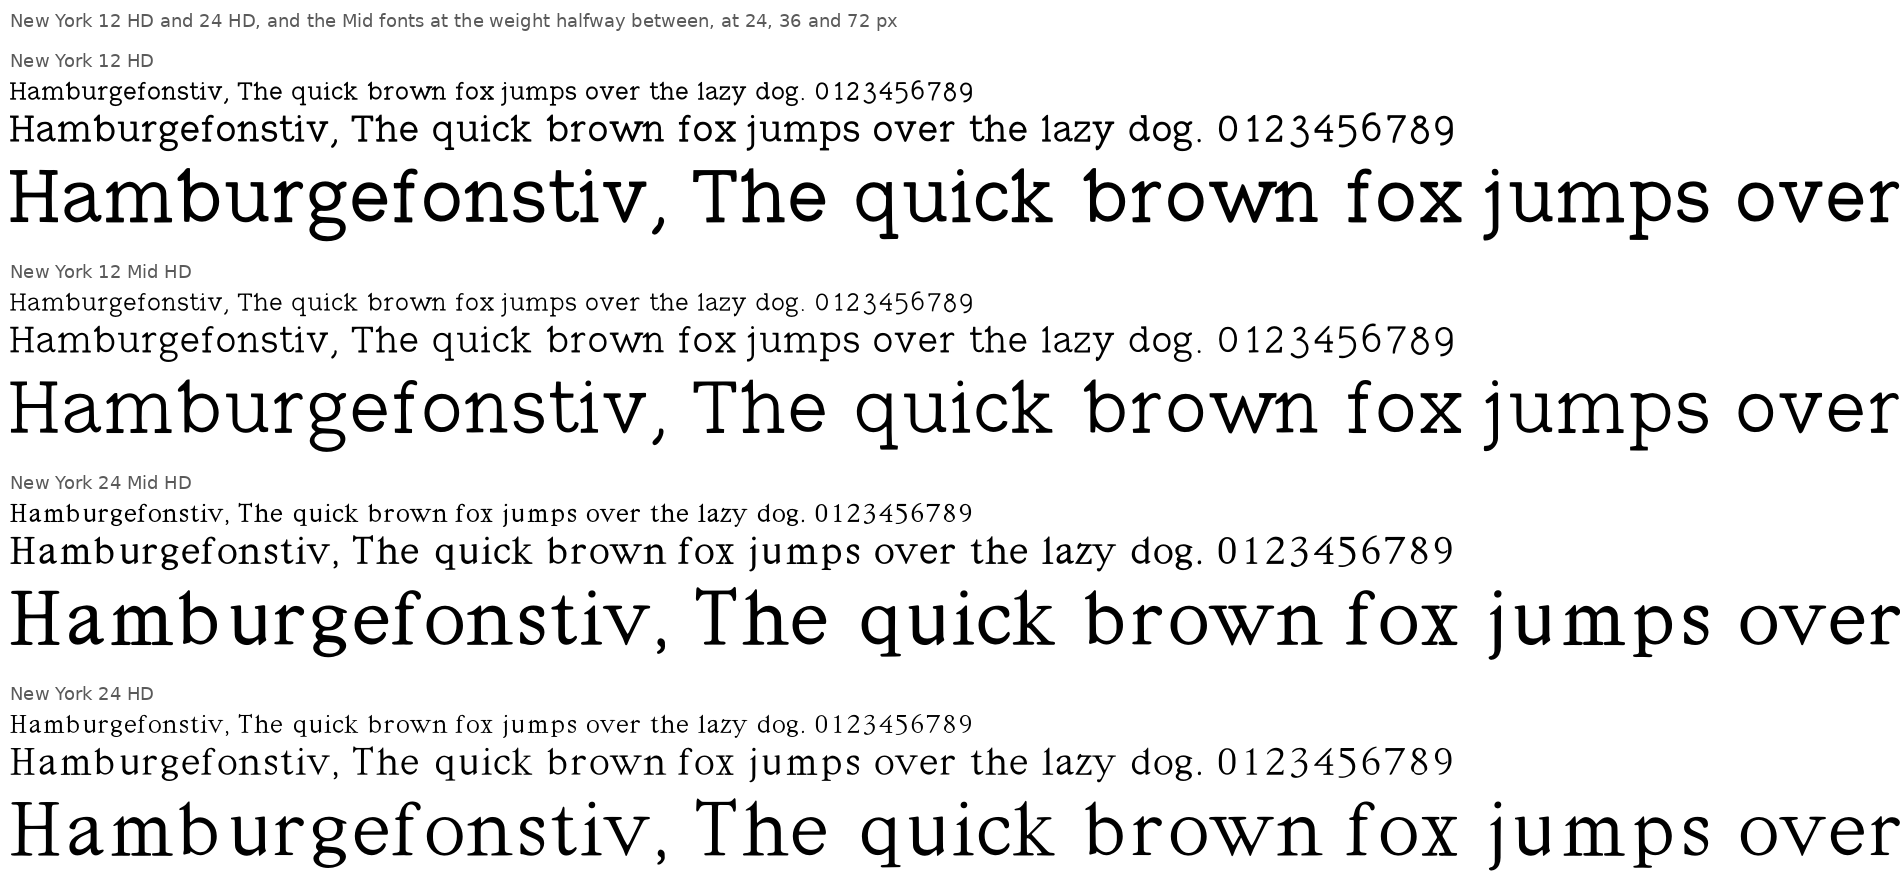 New York 12 HD and 24 HD, and the Mid fonts at the weight halfway between, at 24, 36 and 72 px
New York 12 HD
Hamburgefonstiv, The quick brown fox jumps over the lazy dog. 0123456789
Hamburgefonstiv, The quick brown fox jumps over the lazy dog. 0123456789
Hamburgefonstiv, The quick brown fox jumps over
New York 12 Mid HD
Hamburgefonstiv, The quick brown fox jumps over the lazy dog. 0123456789
Hamburgefonstiv, The quick brown fox jumps over the lazy dog. 0123456789
Hamburgefonstiv, The quick brown fox jumps over
New York 24 Mid HD
Hamburgefonstiv, The quick brown fox jumps over the lazy dog. 0123456789
Hamburgefonstiv, The quick brown fox jumps over the lazy dog. 0123456789
Hamburgefonstiv, The quick brown fox jumps over
New York 24 HD
Hamburgefonstiv, The quick brown fox jumps over the lazy dog. 0123456789
Hamburgefonstiv, The quick brown fox jumps over the lazy dog. 0123456789
Hamburgefonstiv, The quick brown fox jumps over